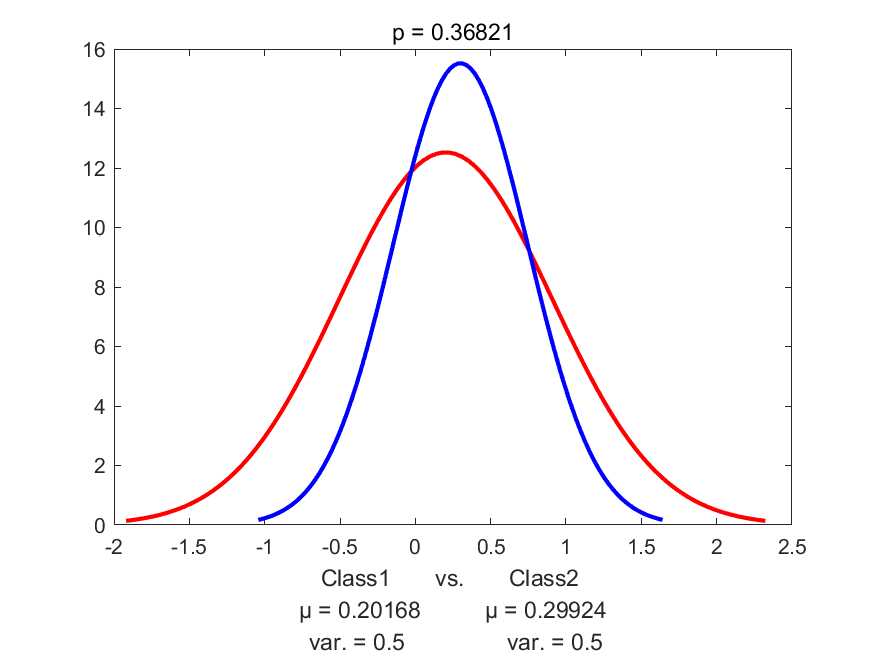 p = 0.36821
16
14
12
10
8
6
4
2
0
-2 -1.5 -1 -0.5 0 0.5 1 1.5 2 2.5
Class1 vs. Class2
μ = 0.20168 μ = 0.29924
var. = 0.5 var. = 0.5